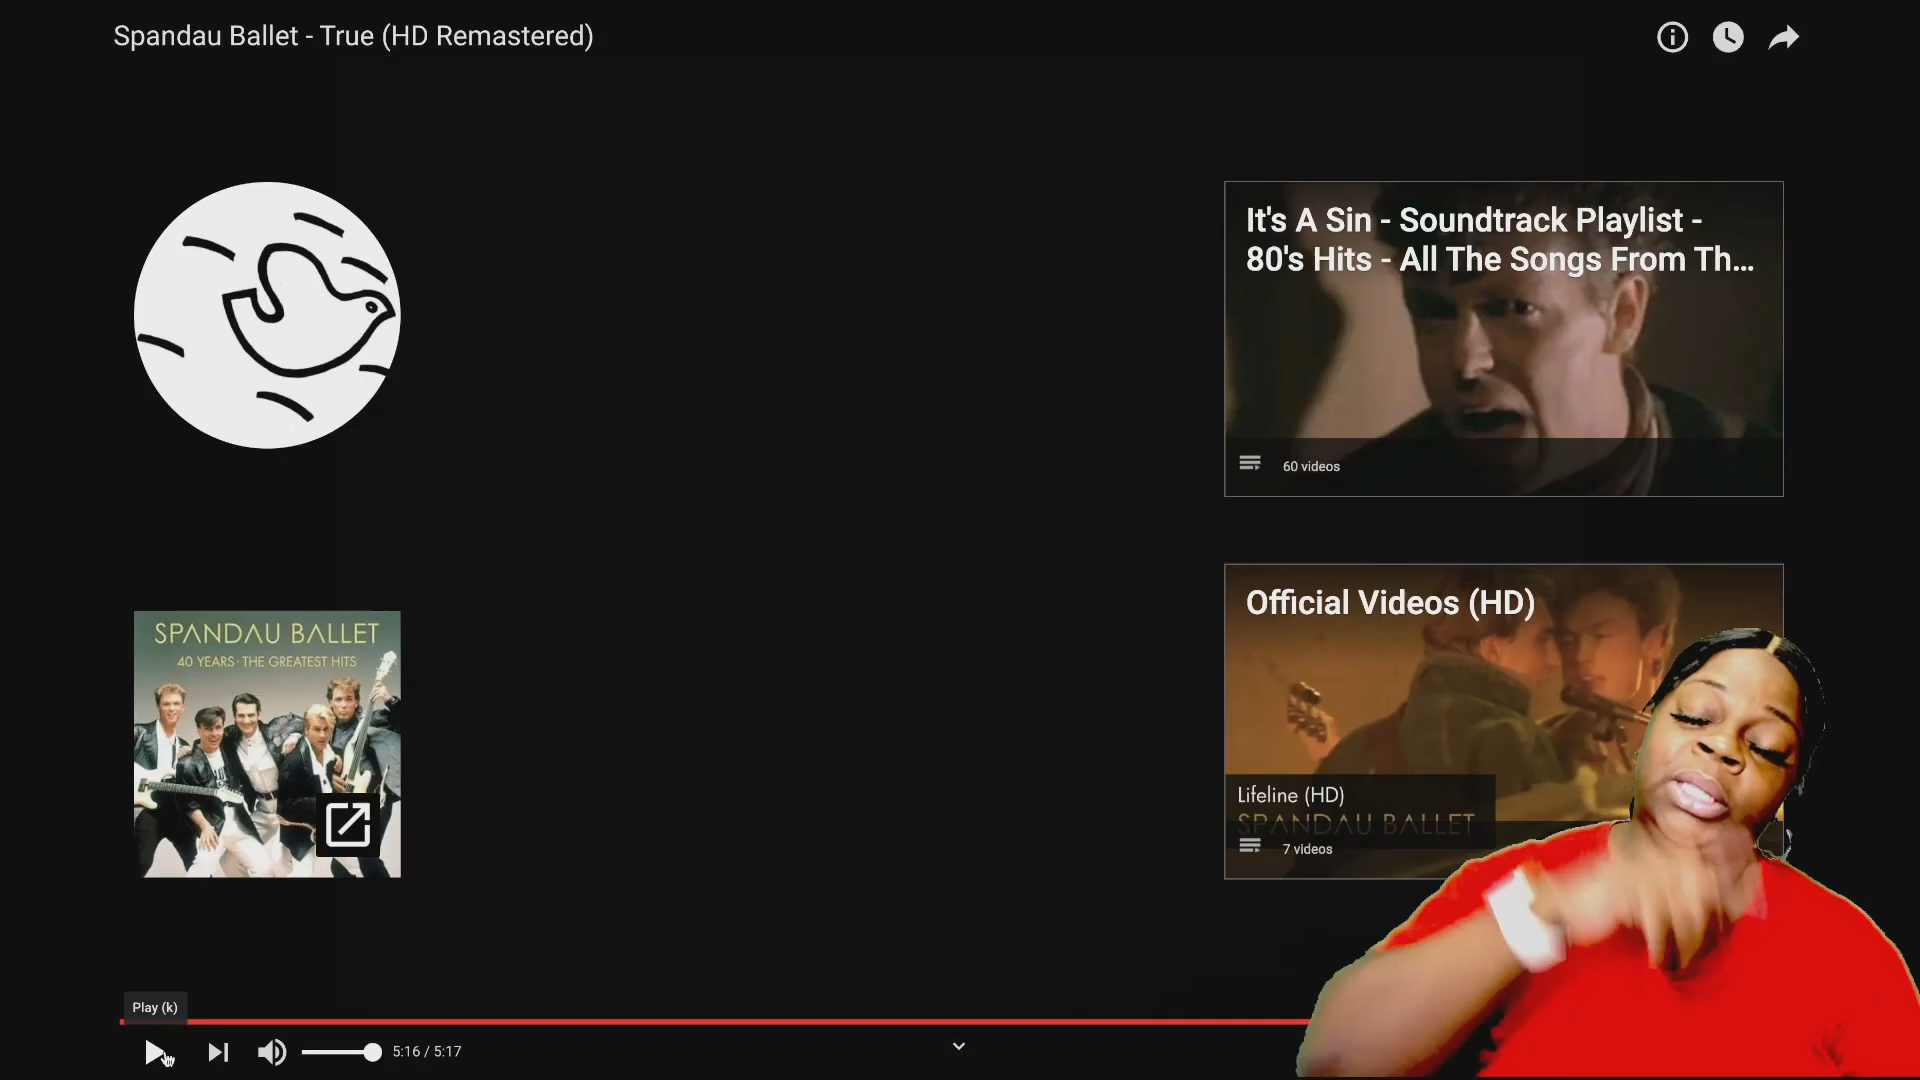 Spandau Ballet - True (HD Remastered)
It's A Sin - Soundtrack Playlist -
80's Hits - All The Songs From Th...
60 videos
SPANDAU BALLET
40 YEARS · THE GREATEST HITS
Official Videos (HD)
Lifeline (HD)
SPANDAU BALLET
7 videos
Play (k)
5:16 / 5:17